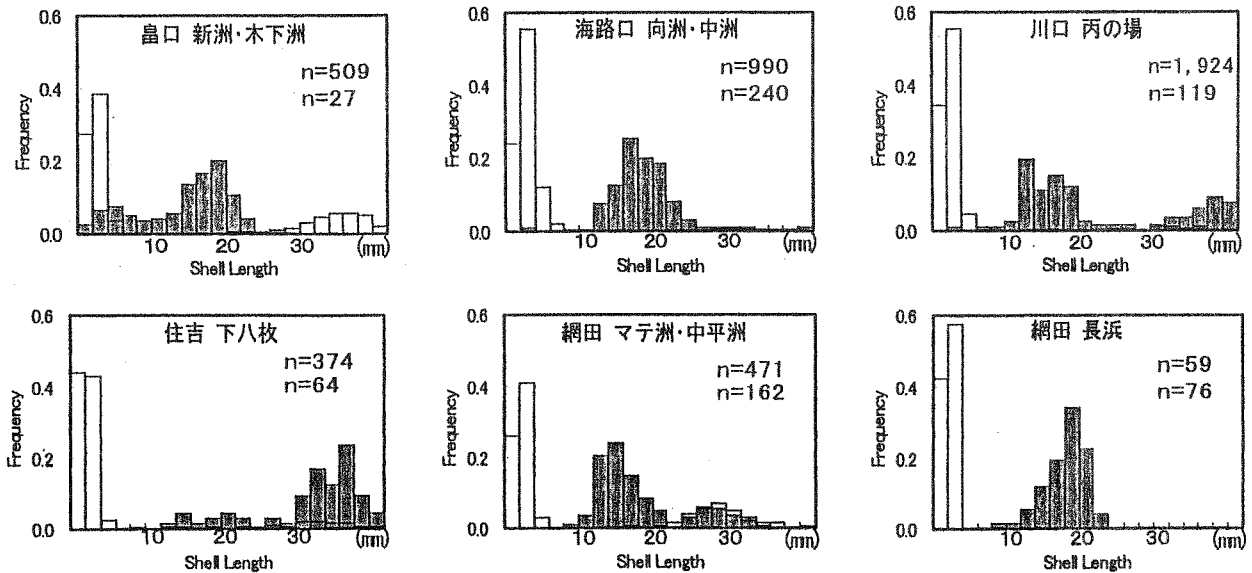 畠口 新洲・木下洲
n=509
n=27
Frequency
0.6
0.4
0.2
0.0
10
20
30
(mm)
Shell Length
海路口 向洲・中洲
n=990
n=240
Frequency
0.6
0.4
0.2
0.0
10
20
30
(mm)
Shell Length
川口 丙の場
n=1,924
n=119
Frequency
0.6
0.4
0.2
0.0
10
20
30
(mm)
Shell Length
住吉 下八枚
n=374
n=64
Frequency
0.6
0.4
0.2
0.0
10
20
30
(mm)
Shell Length
網田 マテ洲・中平洲
n=471
n=162
Frequency
0.6
0.4
0.2
0.0
10
20
30
(mm)
Shell Length
網田 長浜
n=59
n=76
Frequency
0.6
0.4
0.2
0.0
10
20
30
(mm)
Shell Length